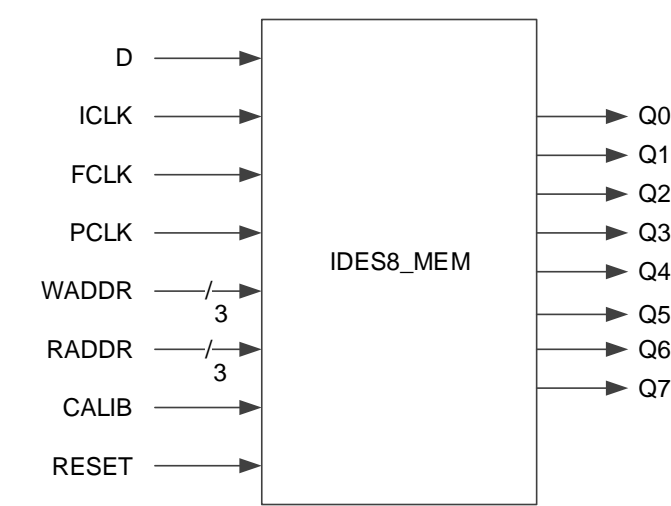 D
ICLK
FCLK
PCLK
WADDR
3
RADDR
3
CALIB
RESET
IDES8_MEM
Q0
Q1
Q2
Q3
Q4
Q5
Q6
Q7